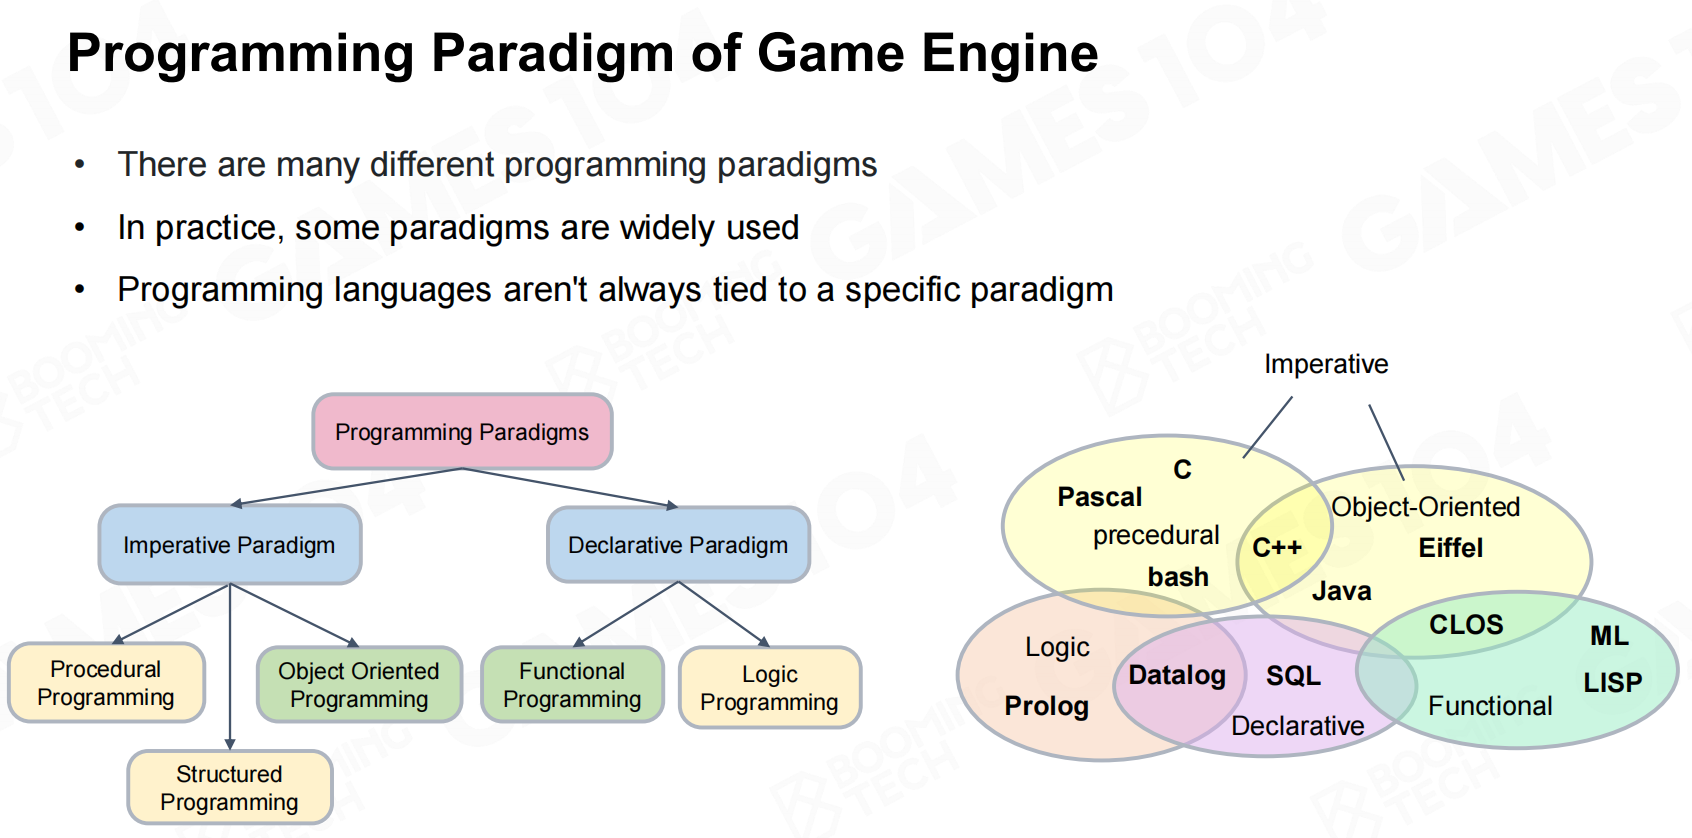 Programming Paradigm of Game Engine
• There are many different programming paradigms
• In practice, some paradigms are widely used
• Programming languages aren't always tied to a specific paradigm
Programming Paradigms
Imperative Paradigm
Declarative Paradigm
Procedural
Programming
Object Oriented
Programming
Functional
Programming
Logic
Programming
Structured
Programming
Imperative
C
Pascal
precedural
bash
C++
Object-Oriented
Eiffel
Java
CLOS
ML
LISP
Functional
Logic
Prolog
Datalog
SQL
Declarative
GAMES104
BOOMING
TECH